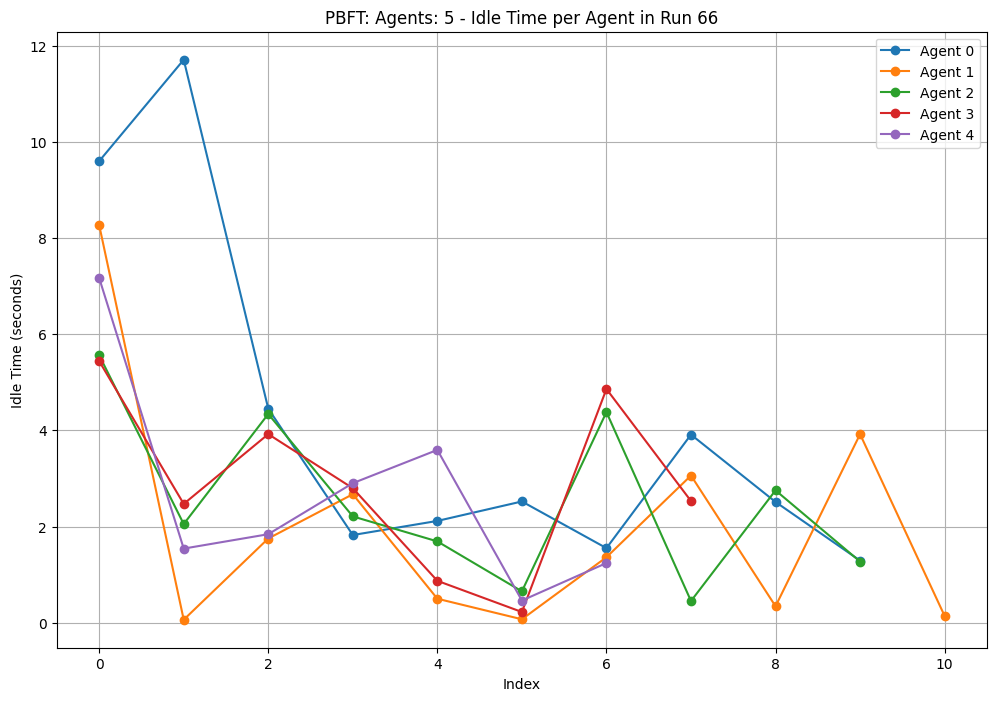 PBFT: Agents: 5 - Idle Time per Agent in Run 66
Agent 0
Agent 1
Agent 2
Agent 3
Agent 4
Idle Time (seconds)
12
10
8
6
4
2
0
0 2 4 6 8 10
Index